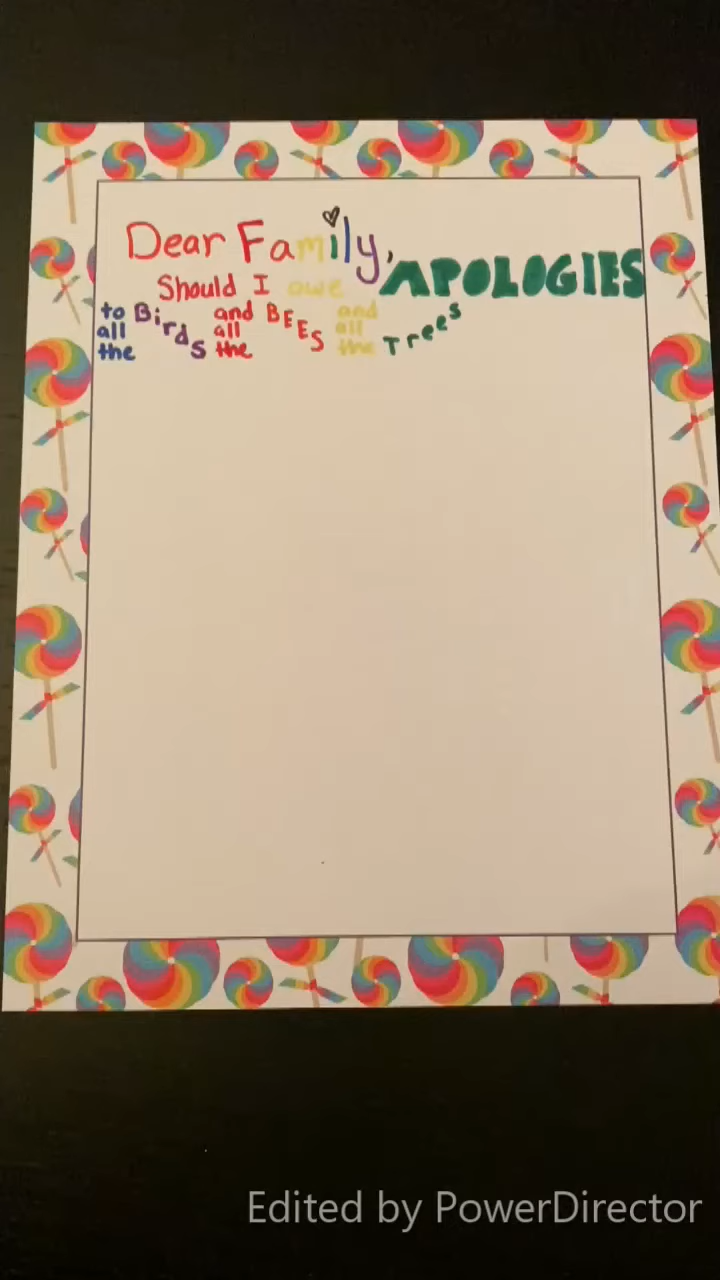 Dear Family,
Should I owe APOLOGIES
to all the Birds and all the BEES and all the Trees
Edited by PowerDirector